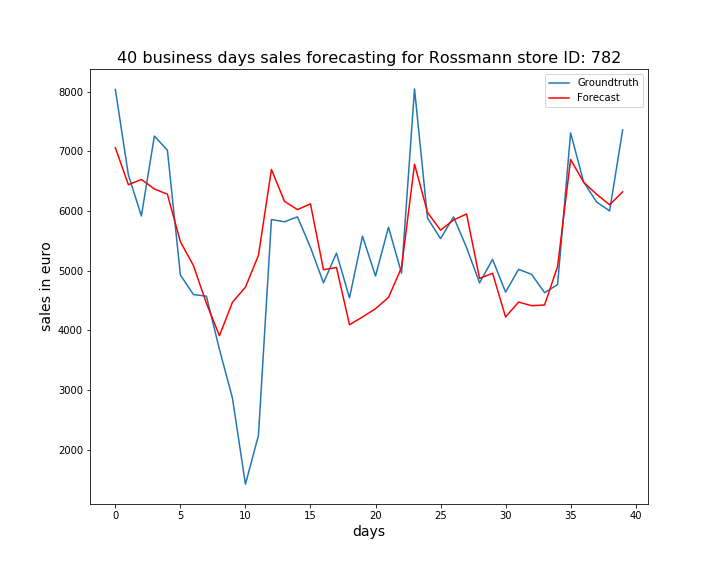 40 business days sales forecasting for Rossmann store ID: 782
Groundtruth
Forecast
8000
7000
6000
5000
4000
3000
2000
sales in euro
0 5 10 15 20 25 30 35 40
days